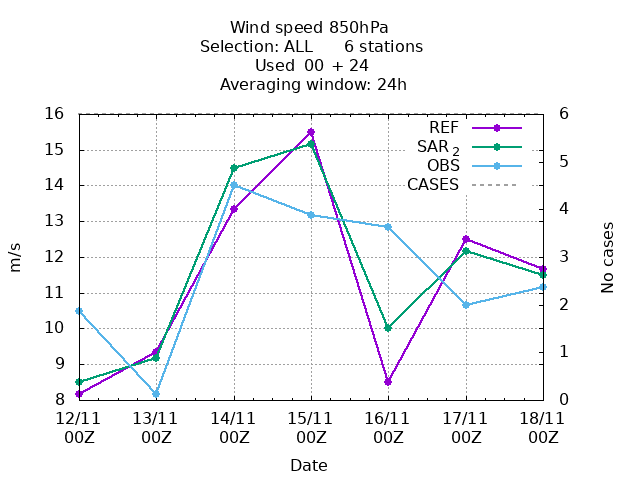 Wind speed 850hPa
Selection: ALL 6 stations
Used 00 + 24
Averaging window: 24h
16
15
14
13
12
11
10
9
8
m/s
6
5
4
3
2
1
0
No cases
REF
SAR 2
OBS
CASES
12/11 13/11 14/11 15/11 16/11 17/11 18/11
00Z 00Z 00Z 00Z 00Z 00Z 00Z
Date